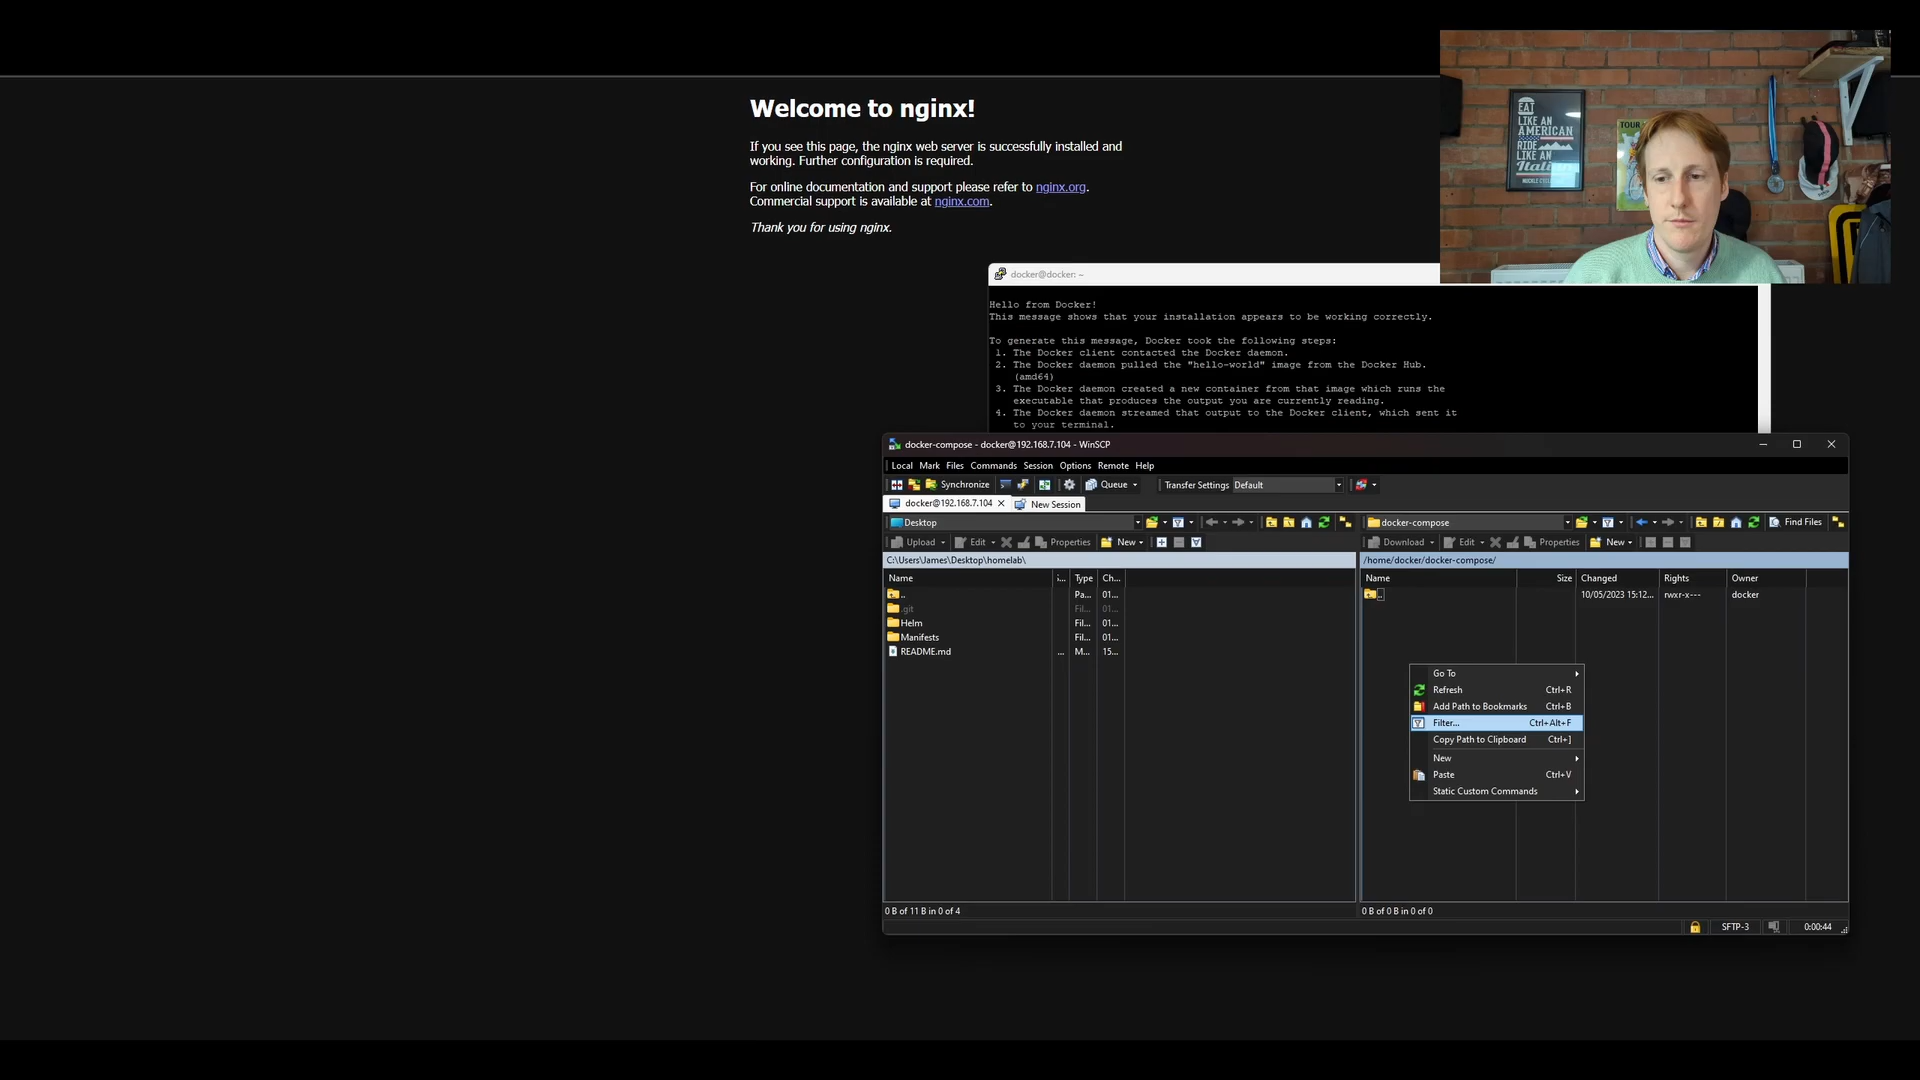 Welcome to nginx!
If you see this page, the nginx web server is successfully installed and
working. Further configuration is required.
For online documentation and support please refer to nginx.org.
Commercial support is available at nginx.com.
Thank you for using nginx.
EAT
LIKE AN
AMERICAN
RIDE
LIKE AN
TOUR
docker@docker: ~
Hello from Docker!
This message shows that your installation appears to be working correctly.
To generate this message, Docker took the following steps:
1. The Docker client contacted the Docker daemon.
2. The Docker daemon pulled the "hello-world" image from the Docker Hub.
(amd64)
3. The Docker daemon created a new container from that image which runs the
executable that produces the output you are currently reading.
4. The Docker daemon streamed that output to the Docker client, which sent it
to your terminal.
docker-compose - docker@192.168.7.104 - WinSCP
Local Mark Files Commands Session Options Remote Help
Synchronize Queue Transfer Settings Default
docker@192.168.7.104 New Session
Desktop docker-compose Find Files
Upload Edit Properties New Download Edit Properties New
C:\Users\James\Desktop\homelab\ /home/docker/docker-compose/
Name i... Type Ch... Name Size Changed Rights Owner
.. Pa... 01... .. 10/05/2023 15:12... rwxr-x--- docker
.git Fil... 01...
Helm Fil... 01...
Manifests Fil... 01...
README.md ... M... 15...
Go To
Refresh Ctrl+R
Add Path to Bookmarks Ctrl+B
Filter... Ctrl+Alt+F
Copy Path to Clipboard Ctrl+]
New
Paste Ctrl+V
Static Custom Commands
0 B of 11 B in 0 of 4 0 B of 0 B in 0 of 0
SFTP-3 0:00:44